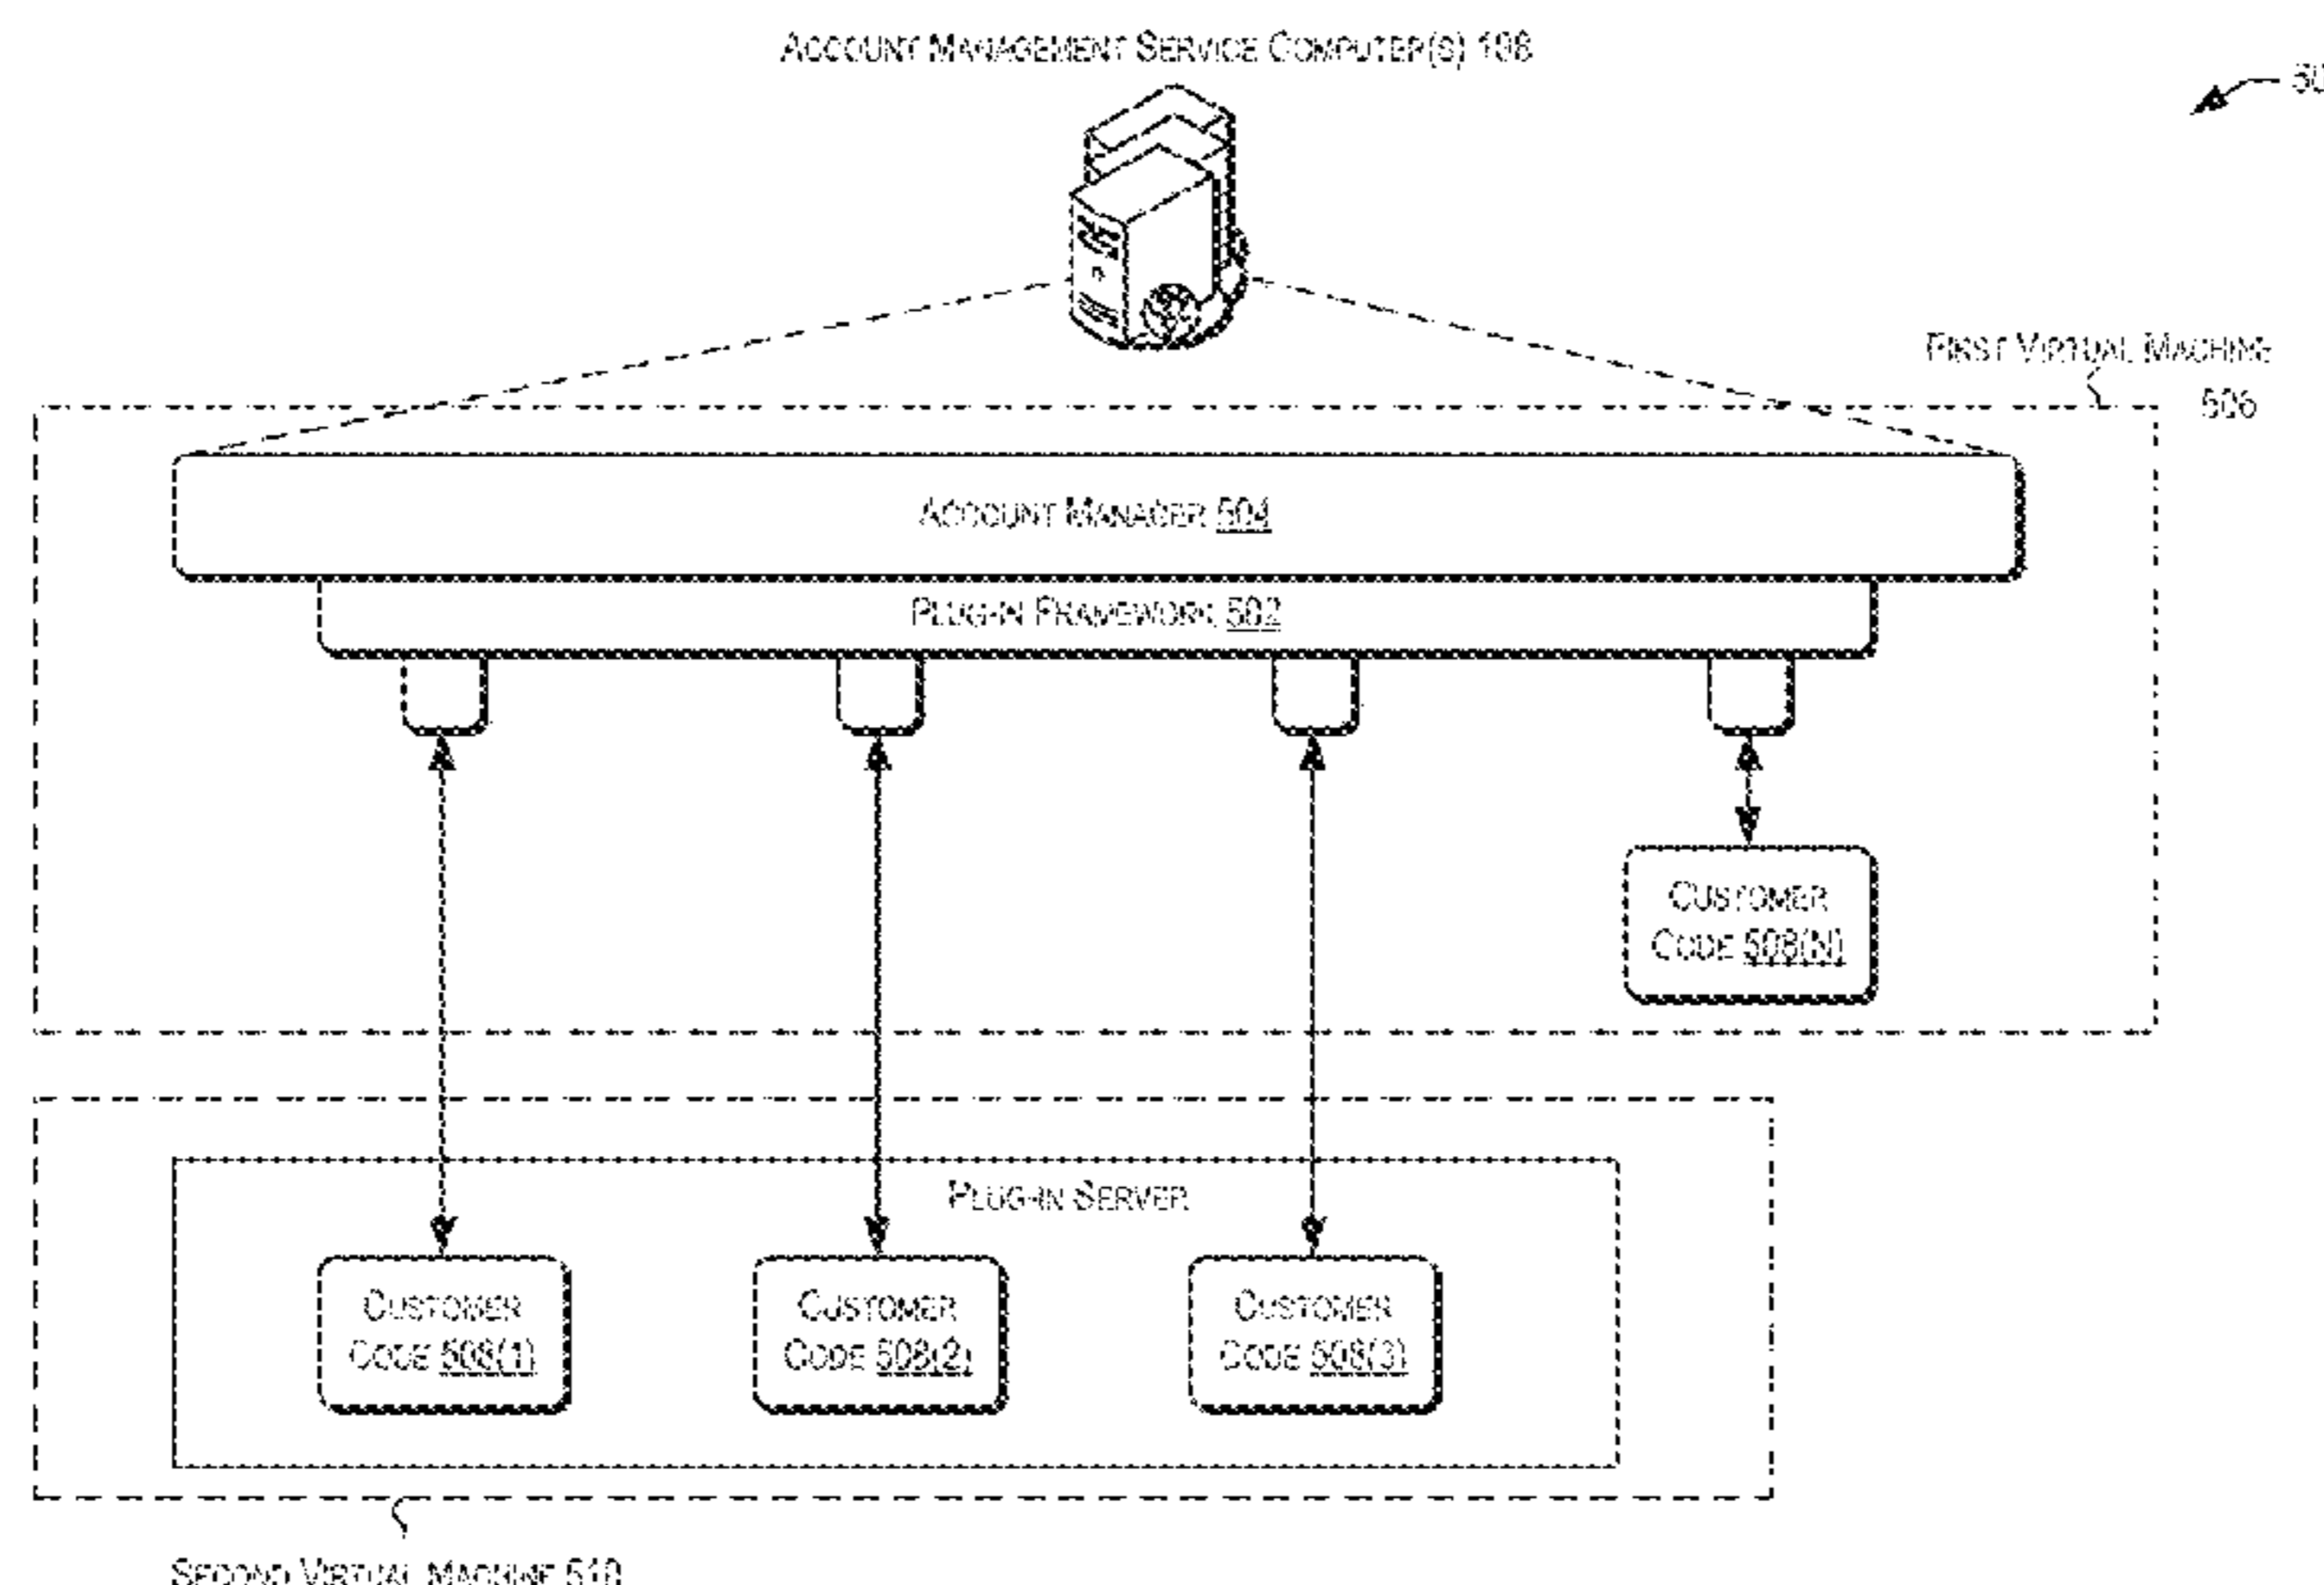 ACCOUNT MANAGEMENT SERVICE COMPUTER(S) 108
FIRST VIRTUAL MACHINE
506
ACCOUNT MANAGER 504
PLUG-IN FRAMEWORK 502
CUSTOMER
CODE 508(N)
PLUG-IN SERVER
CUSTOMER
CODE 508(1)
CUSTOMER
CODE 508(2)
CUSTOMER
CODE 508(3)
SECOND VIRTUAL MACHINE 510